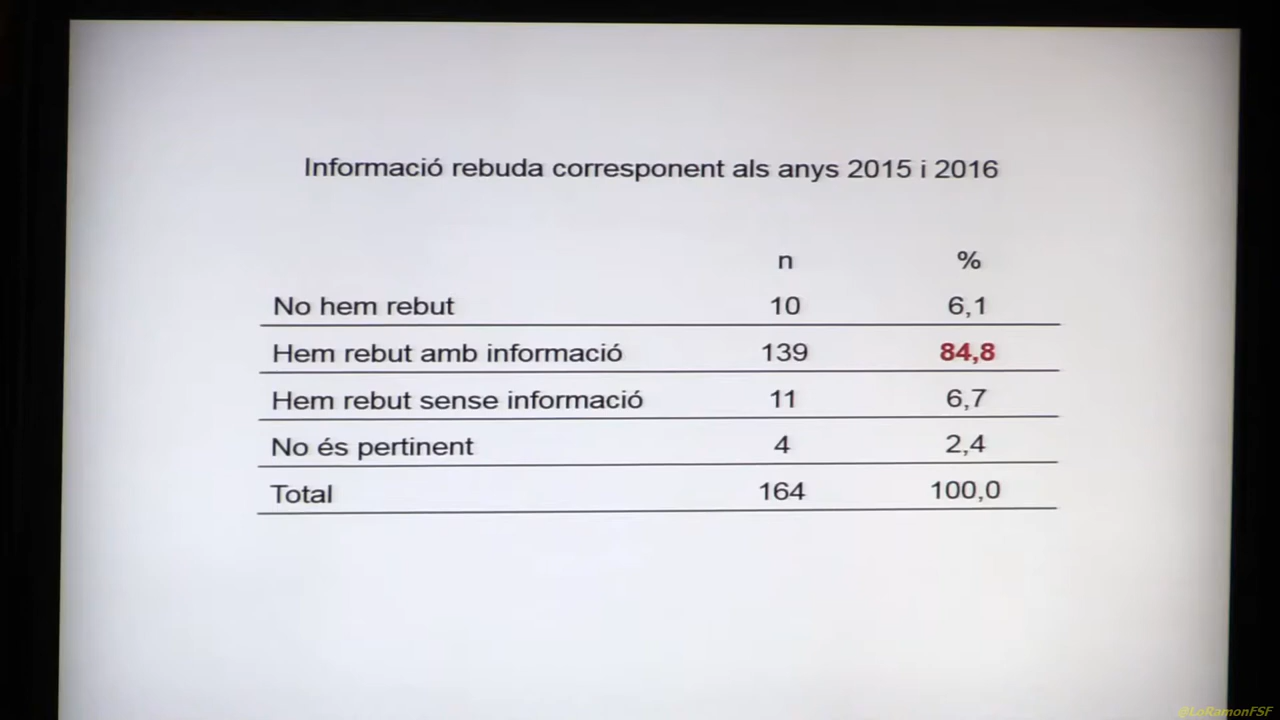 Informació rebuda corresponent als anys 2015 i 2016
n %
No hem rebut 10 6,1
Hem rebut amb informació 139 84,8
Hem rebut sense informació 11 6,7
No és pertinent 4 2,4
Total 164 100,0
@LoRamonFSF